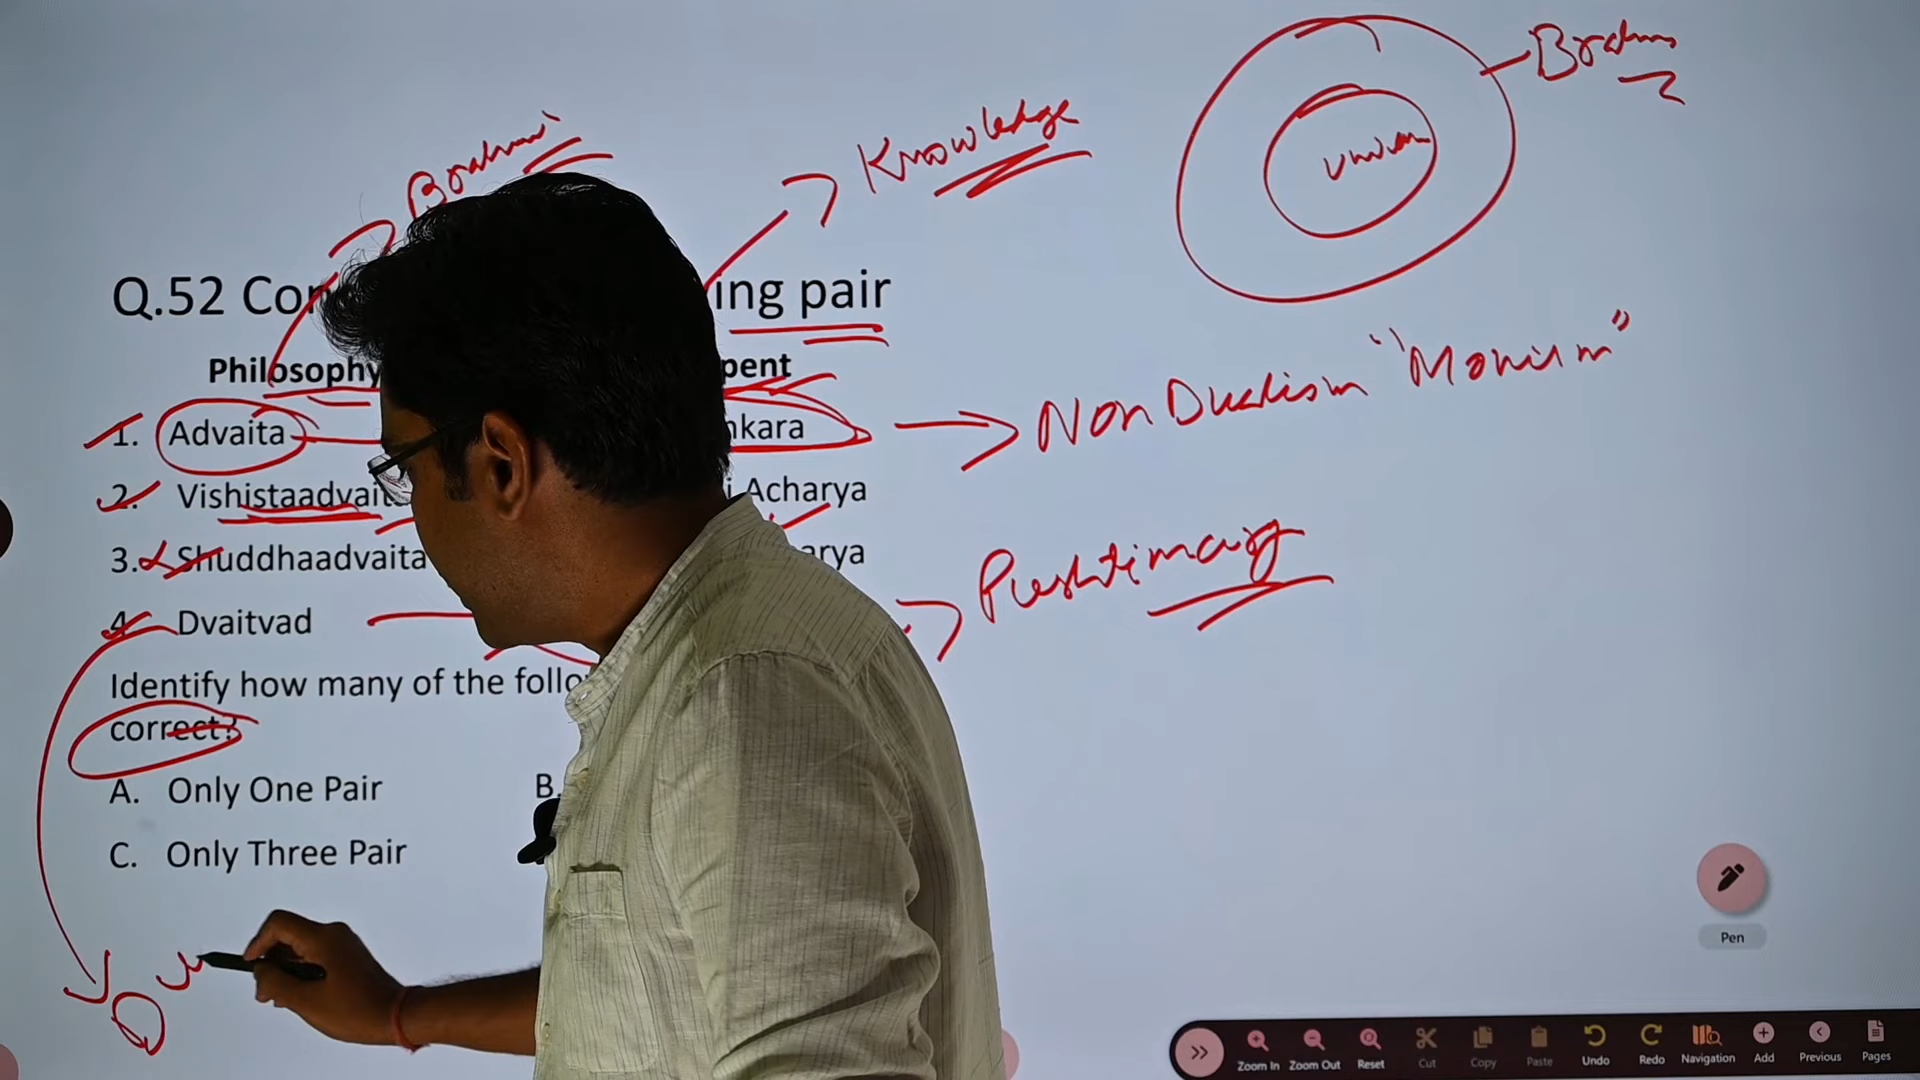 Knowledge
Q.52 Con ing pair
Philosophy pent
1. Advaita nkara
Non Dualism "Monism"
2. Vishistaadvait i Acharya
3. Shuddhaadvaita arya
Pushtimarg
4. Dvaitvad
Identify how many of the follo
correct?
A. Only One Pair B.
C. Only Three Pair
Pen
Zoom In Zoom Out Reset Cut Copy Paste Undo Redo Navigation Add Previous Pages